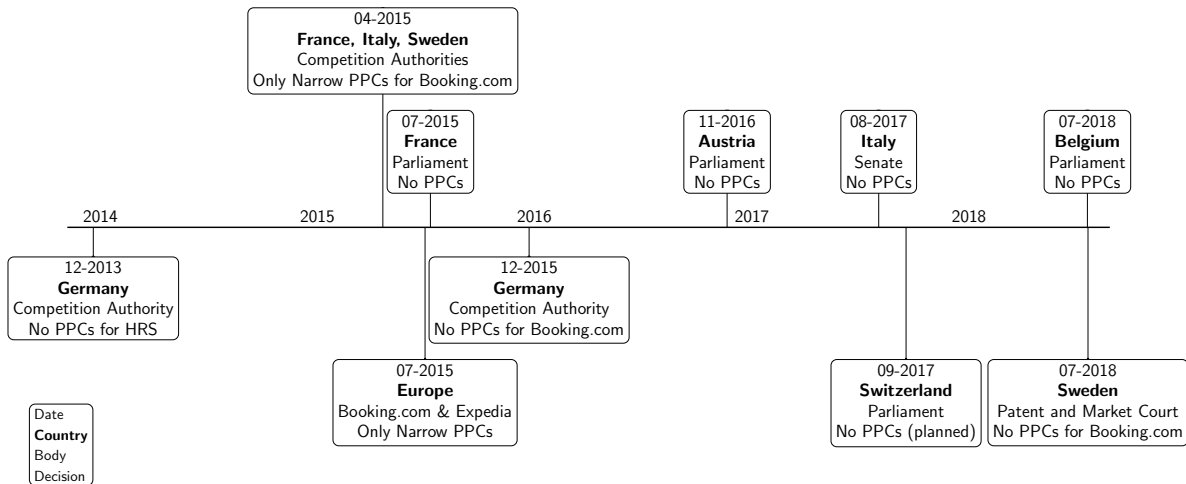 04-2015
France, Italy, Sweden
Competition Authorities
Only Narrow PPCs for Booking.com
07-2015
France
Parliament
No PPCs
11-2016
Austria
Parliament
No PPCs
08-2017
Italy
Senate
No PPCs
07-2018
Belgium
Parliament
No PPCs
2014
2015
2016
2017
2018
12-2013
Germany
Competition Authority
No PPCs for HRS
12-2015
Germany
Competition Authority
No PPCs for Booking.com
07-2015
Europe
Booking.com & Expedia
Only Narrow PPCs
09-2017
Switzerland
Parliament
No PPCs (planned)
07-2018
Sweden
Patent and Market Court
No PPCs for Booking.com
Date
Country
Body
Decision